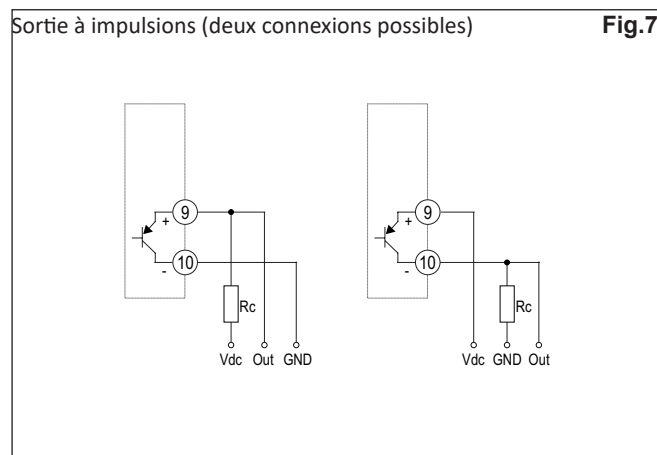 Sortie à impulsions (deux connexions possibles) Fig.7
+ 9
- 10
Rc
Vdc Out GND
+ 9
- 10
Rc
Vdc GND Out